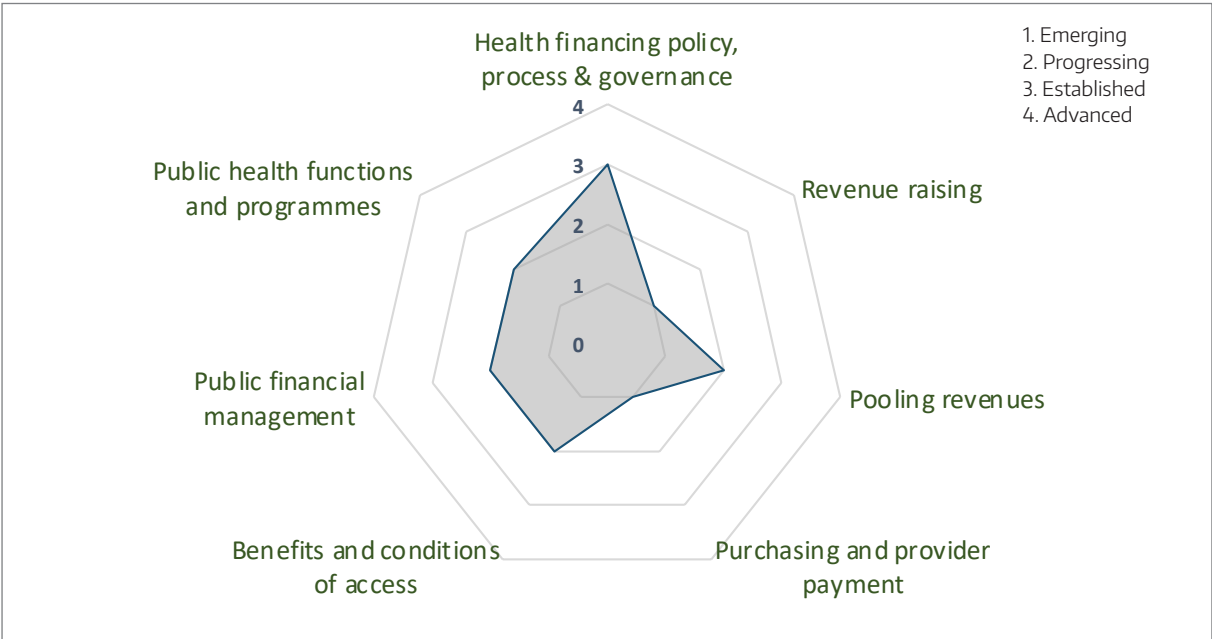 Health financing policy,
process & governance
1. Emerging
2. Progressing
3. Established
4. Advanced
4
3
2
1
0
Revenue raising
Pooling revenues
Purchasing and provider
payment
Benefits and conditions
of access
Public financial
management
Public health functions
and programmes